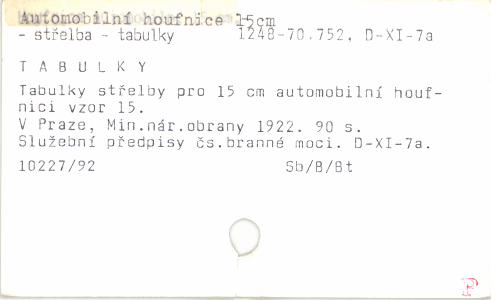 Automobilní houfnice 15cm
- střelba - tabulky 1248-70.752, D-XI-7a
T A B U L K Y
Tabulky střelby pro 15 cm automobilní houf-
nici vzor 15.
V Praze, Min.nár.obrany 1922. 90 s.
Služební předpisy čs.branné moci. D-XI-7a.
10227/92 Sb/B/Bt
P